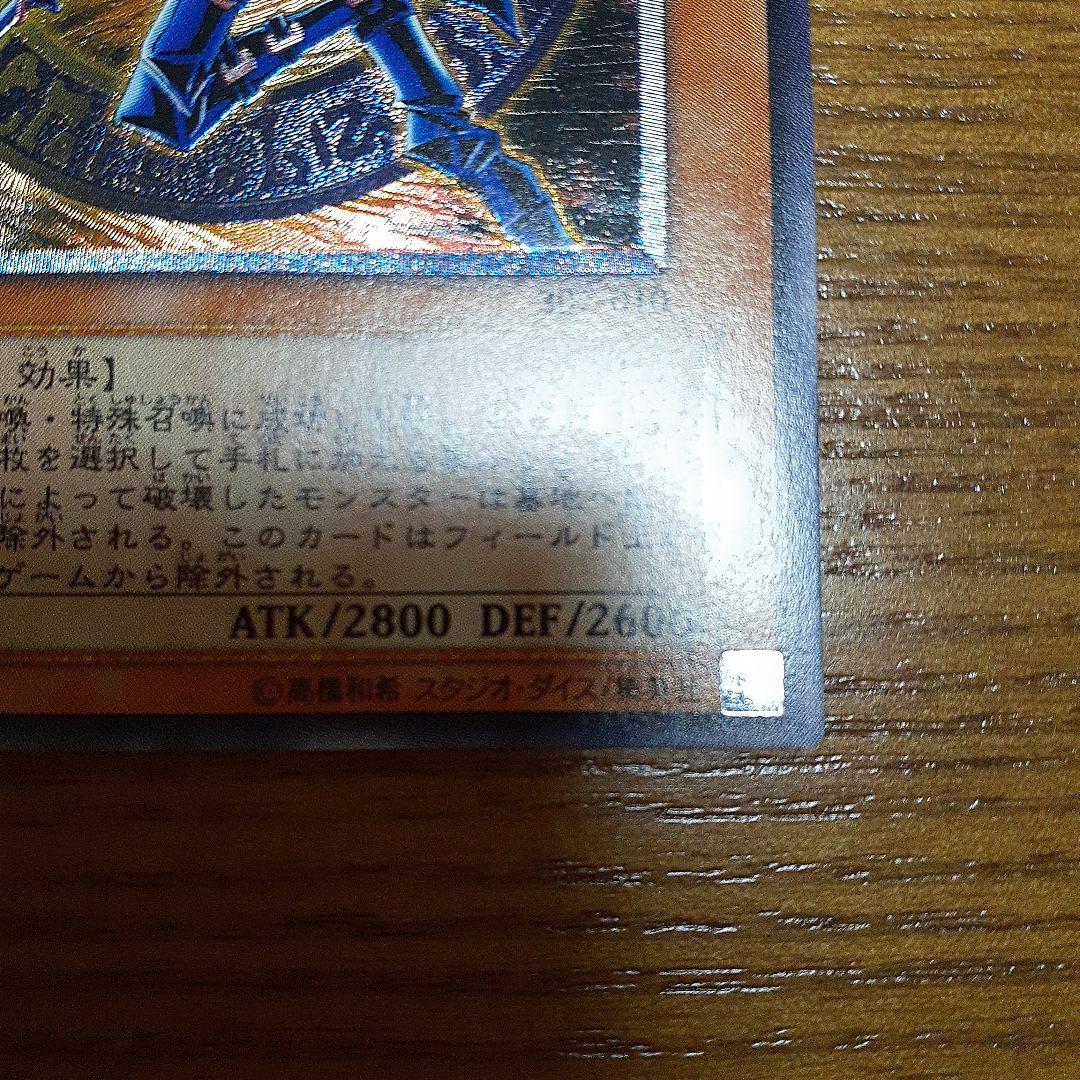 効果】
喚・特殊召喚に成功
枚を選択して手札に加え
によって破壊したモンスターは墓地へ
除外される。このカードはフィールド上
ゲームから除外される。
ATK/2800 DEF/2600
©高橋和希 スタジオ・ダイス/集英社